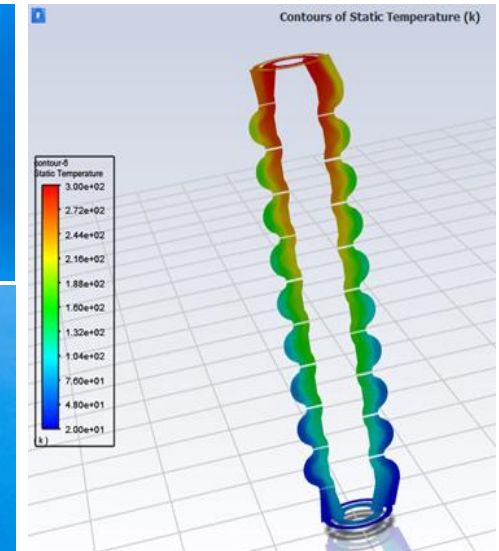 Contours of Static Temperature (k)
contour-5
Static Temperature
3.00e+02
2.72e+02
2.44e+02
2.16e+02
1.88e+02
1.60e+02
1.32e+02
1.04e+02
7.60e+01
4.80e+01
2.00e+01
(k)